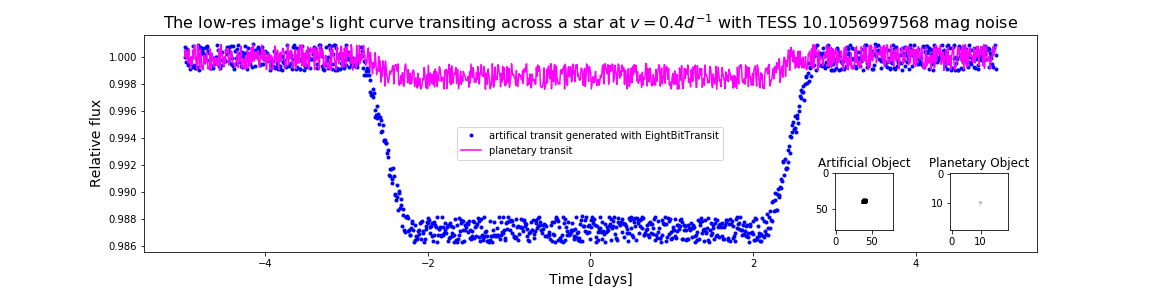 The low-res image's light curve transiting across a star at v = 0.4d⁻¹ with TESS 10.1056997568 mag noise
Relative flux
1.000
0.998
0.996
0.994
0.992
0.990
0.988
0.986
artifical transit generated with EightBitTransit
planetary transit
Artificial Object
0
50
0 50
Planetary Object
0
10
0 10
−4 −2 0 2 4
Time [days]